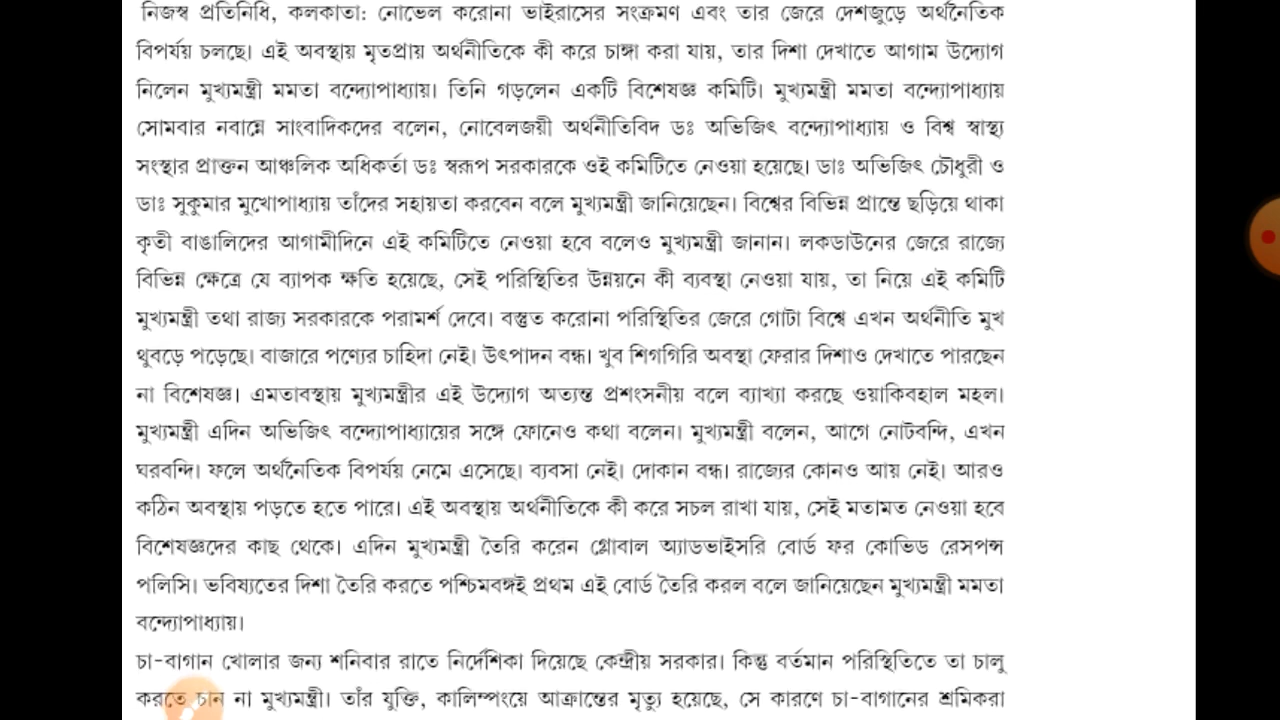 নিজস্ব প্রতিনিধি, কলকাতা: নোভেল করোনা ভাইরাসের সংক্রমণ এবং তার জেরে দেশজুড়ে অর্থনৈতিক
বিপর্যয় চলছে। এই অবস্থায় মৃতপ্রায় অর্থনীতিকে কী করে চাঙ্গা করা যায়, তার দিশা দেখাতে আগাম উদ্যোগ
নিলেন মুখ্যমন্ত্রী মমতা বন্দ্যোপাধ্যায়। তিনি গড়লেন একটি বিশেষজ্ঞ কমিটি। মুখ্যমন্ত্রী মমতা বন্দ্যোপাধ্যায়
সোমবার নবান্নে সাংবাদিকদের বলেন, নোবেলজয়ী অর্থনীতিবিদ ডঃ অভিজিৎ বন্দ্যোপাধ্যায় ও বিশ্ব স্বাস্থ্য
সংস্থার প্রাক্তন আঞ্চলিক অধিকর্তা ডঃ স্বরূপ সরকারকে ওই কমিটিতে নেওয়া হয়েছে। ডাঃ অভিজিৎ চৌধুরী ও
ডাঃ সুকুমার মুখোপাধ্যায় তাঁদের সহায়তা করবেন বলে মুখ্যমন্ত্রী জানিয়েছেন। বিশ্বের বিভিন্ন প্রান্তে ছড়িয়ে থাকা
কৃতী বাঙালিদের আগামীদিনে এই কমিটিতে নেওয়া হবে বলেও মুখ্যমন্ত্রী জানান। লকডাউনের জেরে রাজ্যে
বিভিন্ন ক্ষেত্রে যে ব্যাপক ক্ষতি হয়েছে, সেই পরিস্থিতির উন্নয়নে কী ব্যবস্থা নেওয়া যায়, তা নিয়ে এই কমিটি
মুখ্যমন্ত্রী তথা রাজ্য সরকারকে পরামর্শ দেবে। বস্তুত করোনা পরিস্থিতির জেরে গোটা বিশ্বে এখন অর্থনীতি মুখ
থুবড়ে পড়েছে। বাজারে পণ্যের চাহিদা নেই। উৎপাদন বন্ধ। খুব শিগগিরি অবস্থা ফেরার দিশাও দেখাতে পারছেন
না বিশেষজ্ঞ। এমতাবস্থায় মুখ্যমন্ত্রীর এই উদ্যোগ অত্যন্ত প্রশংসনীয় বলে ব্যাখ্যা করছে ওয়াকিবহাল মহল।
মুখ্যমন্ত্রী এদিন অভিজিৎ বন্দ্যোপাধ্যায়ের সঙ্গে ফোনেও কথা বলেন। মুখ্যমন্ত্রী বলেন, আগে নোটবন্দি, এখন
ঘরবন্দি। ফলে অর্থনৈতিক বিপর্যয় নেমে এসেছে। ব্যবসা নেই। দোকান বন্ধ। রাজ্যের কোনও আয় নেই। আরও
কঠিন অবস্থায় পড়তে হতে পারে। এই অবস্থায় অর্থনীতিকে কী করে সচল রাখা যায়, সেই মতামত নেওয়া হবে
বিশেষজ্ঞদের কাছ থেকে। এদিন মুখ্যমন্ত্রী তৈরি করেন গ্লোবাল অ্যাডভাইসরি বোর্ড ফর কোভিড রেসপন্স
পলিসি। ভবিষ্যতের দিশা তৈরি করতে পশ্চিমবঙ্গই প্রথম এই বোর্ড তৈরি করল বলে জানিয়েছেন মুখ্যমন্ত্রী মমতা
বন্দ্যোপাধ্যায়।
চা-বাগান খোলার জন্য শনিবার রাতে নির্দেশিকা দিয়েছে কেন্দ্রীয় সরকার। কিন্তু বর্তমান পরিস্থিতিতে তা চালু
করতে চান না মুখ্যমন্ত্রী। তাঁর যুক্তি, কালিম্পংয়ে আক্রান্তের মৃত্যু হয়েছে, সে কারণে চা-বাগানের শ্রমিকরা